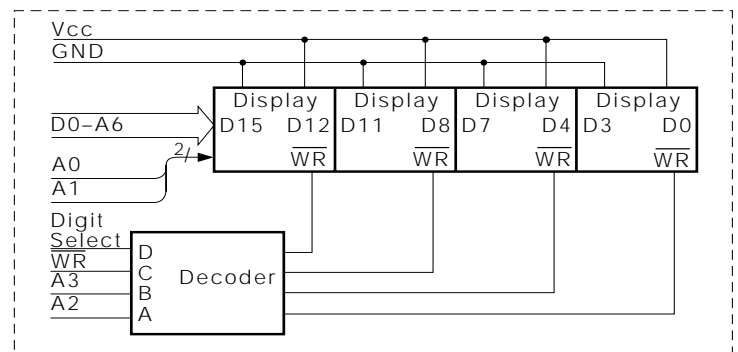 Vcc
GND
Display Display Display Display
D0–A6
D15 D12 D11 D8 D7 D4 D3 D0
2/
WR WR WR WR
A0
A1
Digit
Select
WR
A3
A2
D
C
B
A
Decoder